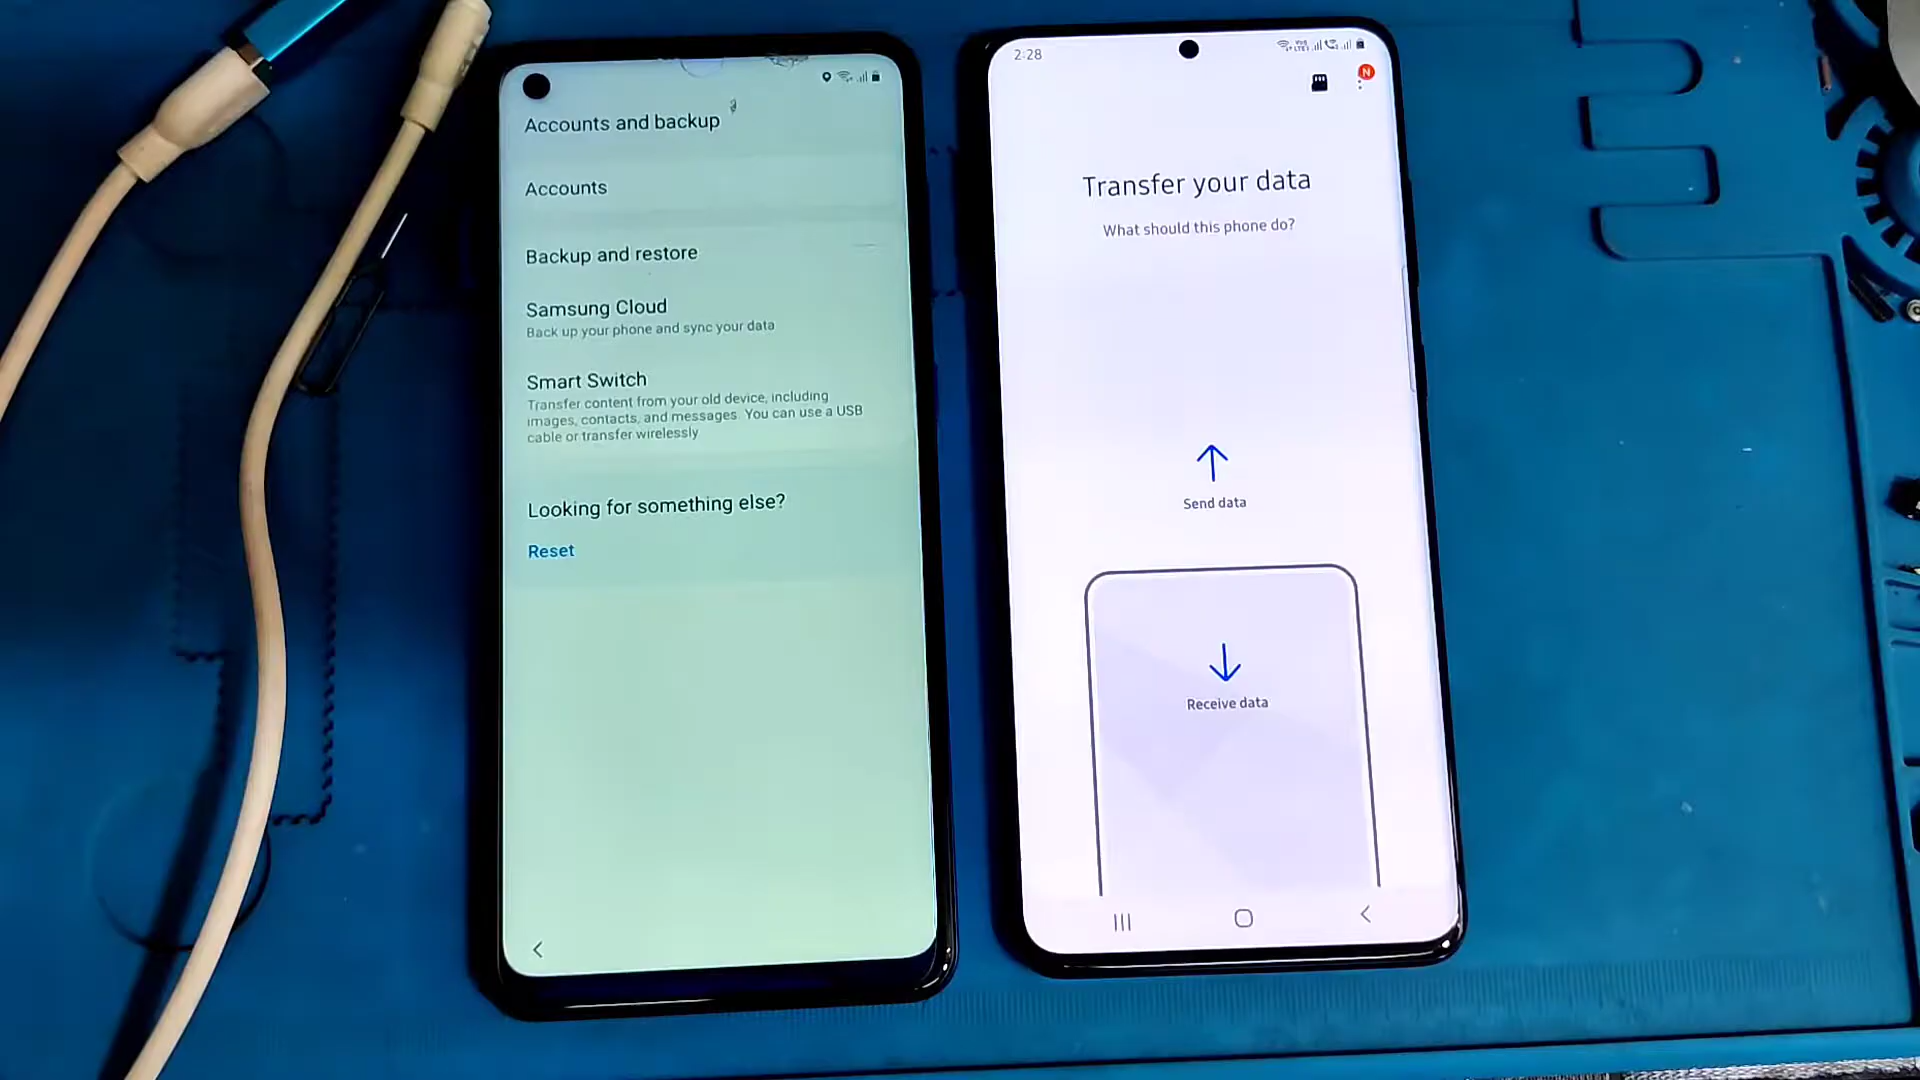 Accounts and backup
Accounts
Backup and restore
Samsung Cloud
Back up your phone and sync your data
Smart Switch
Transfer content from your old device, including
images, contacts, and messages. You can use a USB
cable or transfer wirelessly
Looking for something else?
Reset
2:28
N
Transfer your data
What should this phone do?
Send data
Receive data